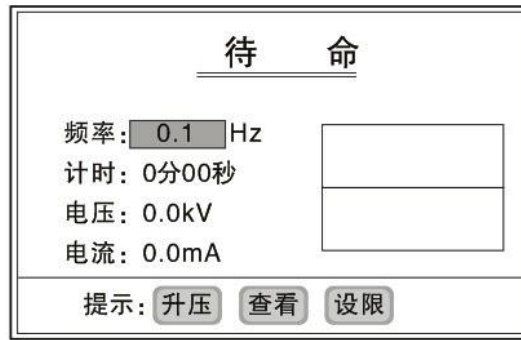 待 命
频率: 0.1 Hz
计时: 0分00秒
电压: 0.0kV
电流: 0.0mA
提示: 升压 查看 设限